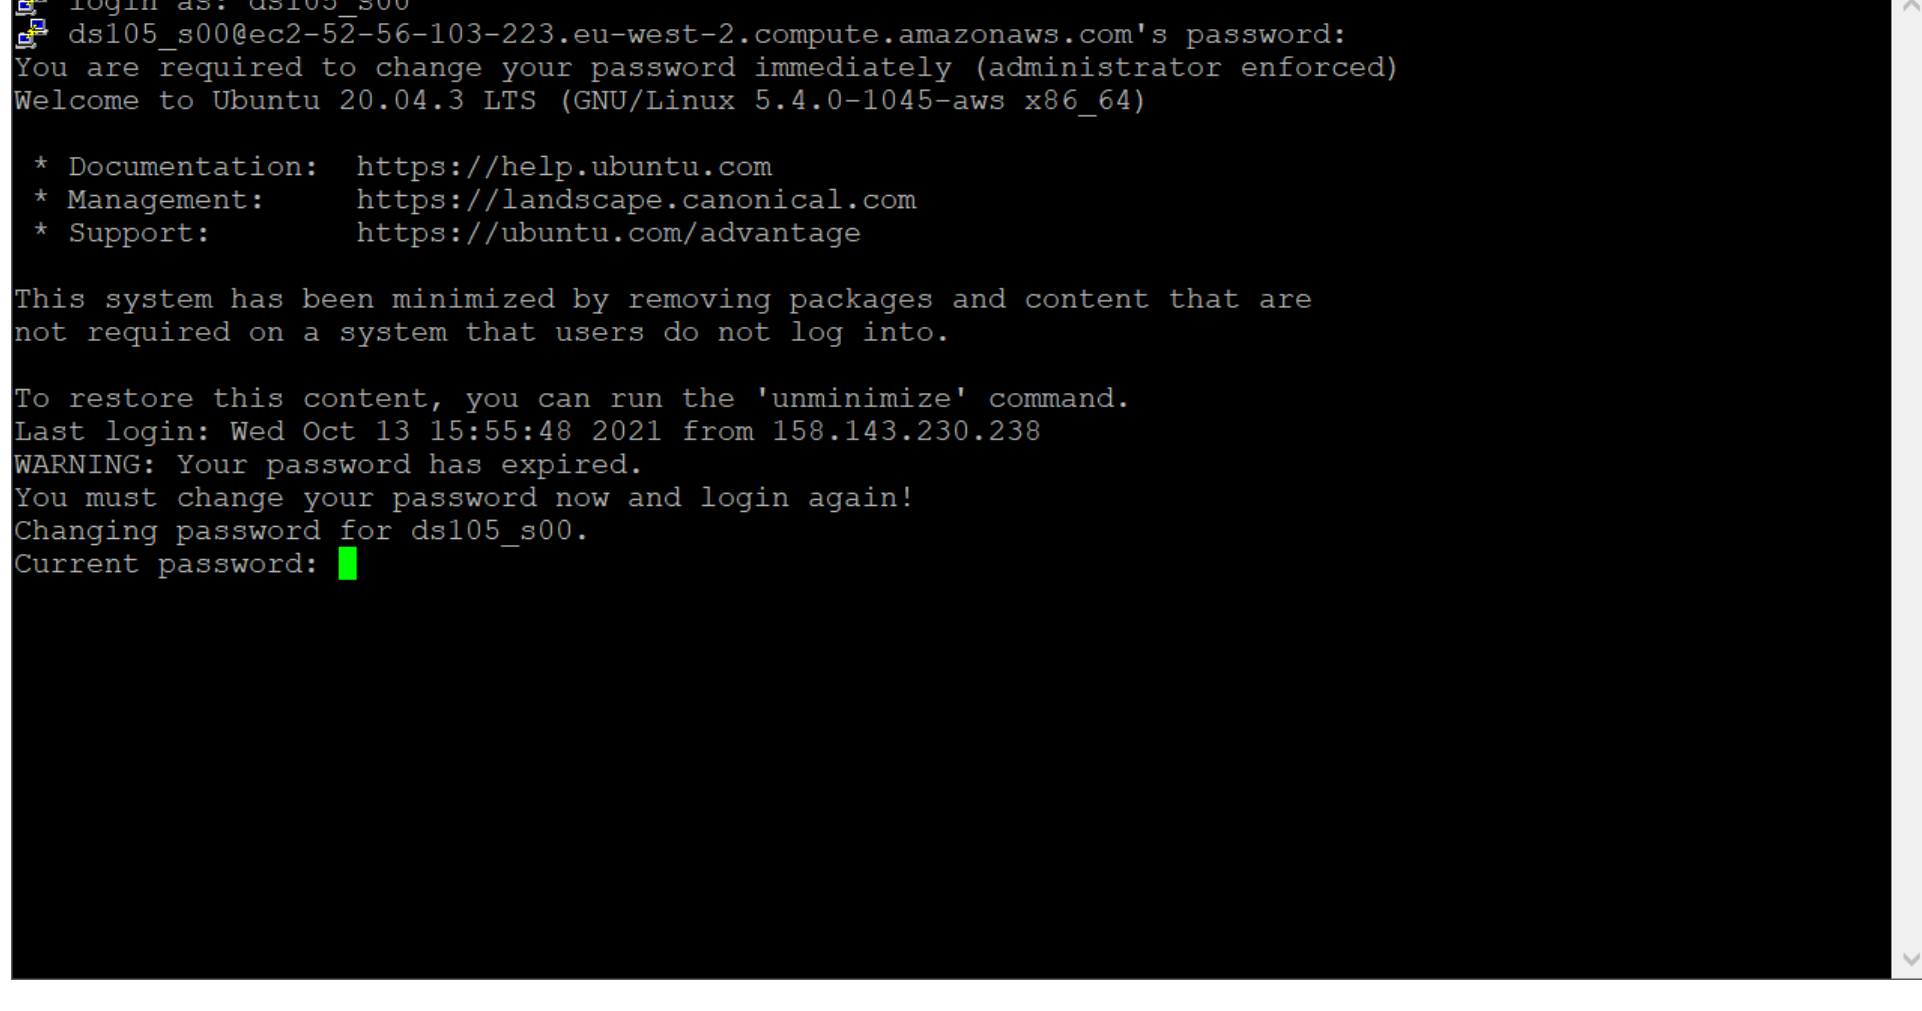 login as: ds105_s00
ds105_s00@ec2-52-56-103-223.eu-west-2.compute.amazonaws.com's password:
You are required to change your password immediately (administrator enforced)
Welcome to Ubuntu 20.04.3 LTS (GNU/Linux 5.4.0-1045-aws x86_64)
* Documentation:  https://help.ubuntu.com
* Management:     https://landscape.canonical.com
* Support:        https://ubuntu.com/advantage
This system has been minimized by removing packages and content that are
not required on a system that users do not log into.
To restore this content, you can run the 'unminimize' command.
Last login: Wed Oct 13 15:55:48 2021 from 158.143.230.238
WARNING: Your password has expired.
You must change your password now and login again!
Changing password for ds105_s00.
Current password: